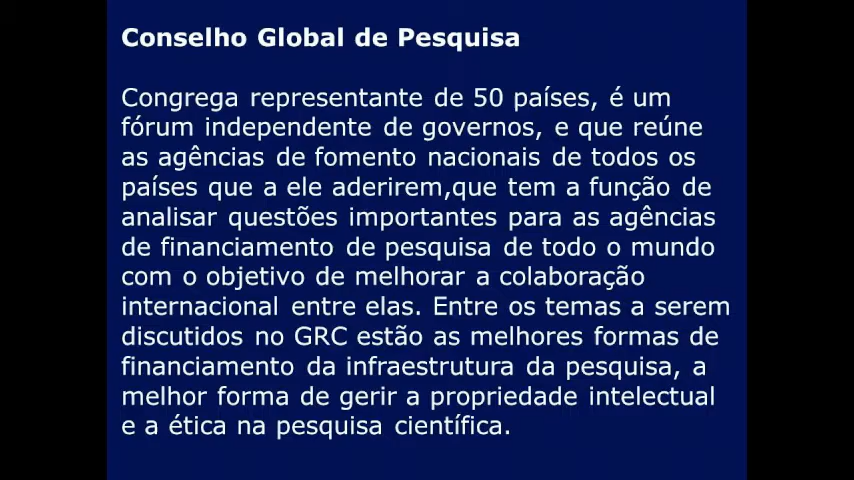 Conselho Global de Pesquisa
Congrega representante de 50 países, é um
fórum independente de governos, e que reúne
as agências de fomento nacionais de todos os
países que a ele aderirem,que tem a função de
analisar questões importantes para as agências
de financiamento de pesquisa de todo o mundo
com o objetivo de melhorar a colaboração
internacional entre elas. Entre os temas a serem
discutidos no GRC estão as melhores formas de
financiamento da infraestrutura da pesquisa, a
melhor forma de gerir a propriedade intelectual
e a ética na pesquisa científica.